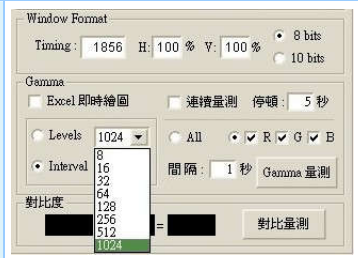 Window Format
Timing: 1856 H: 100 % V: 100 % 8 bits
10 bits
Gamma
Excel 即時繪圖 連續量測 停頓: 5 秒
Levels 1024 All R G B
Interval 間隔: 1 秒 Gamma 量測
8
16
32
64
128
256
512
1024
對比度
= 對比量測